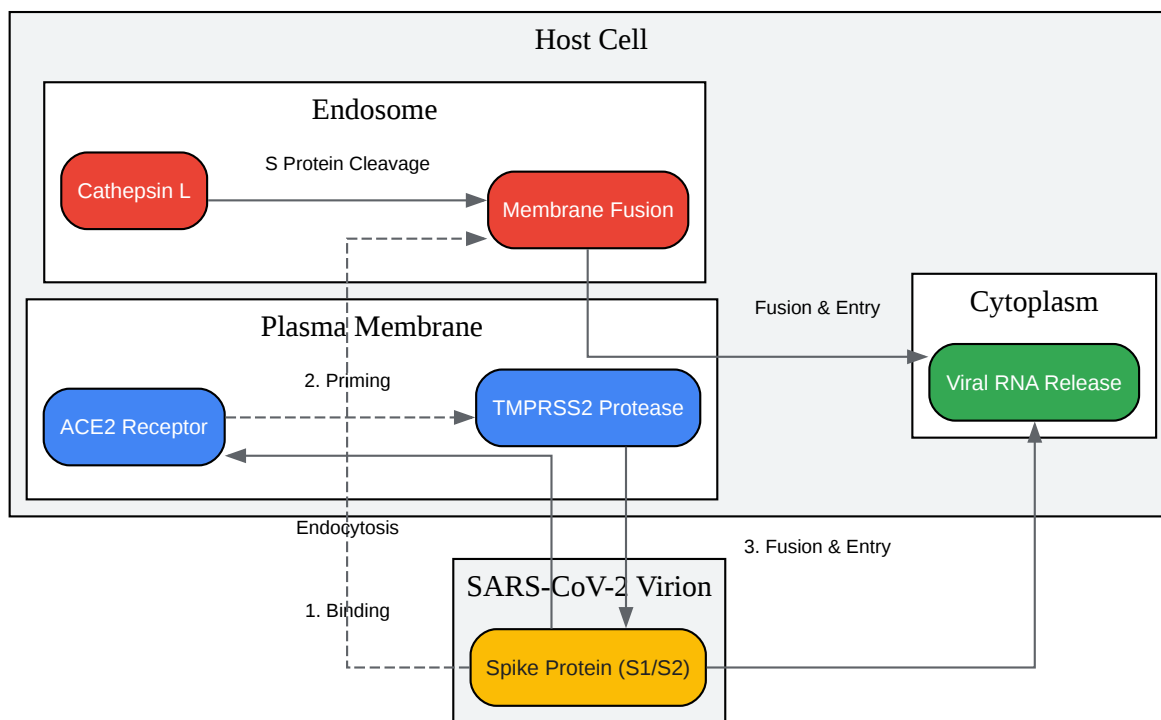 Host Cell
Endosome
S Protein Cleavage
Cathepsin L
Membrane Fusion
Cytoplasm
Fusion & Entry
Plasma Membrane
2. Priming
Viral RNA Release
TMPRSS2 Protease
ACE2 Receptor
Endocytosis
3. Fusion & Entry
SARS-CoV-2 Virion
1. Binding
Spike Protein (S1/S2)